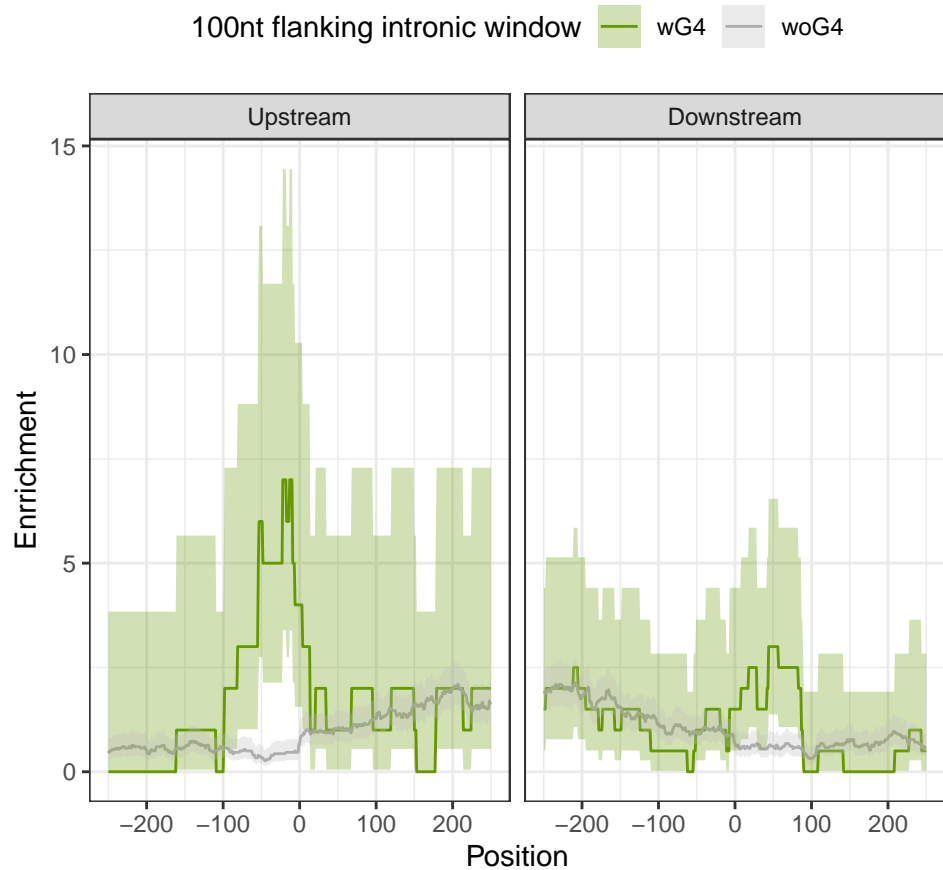 100nt flanking intronic window wG4 woG4
Upstream Downstream
15
10
5
0
Enrrichment
−200 −100 0 100 200 −200 −100 0 100 200
Position